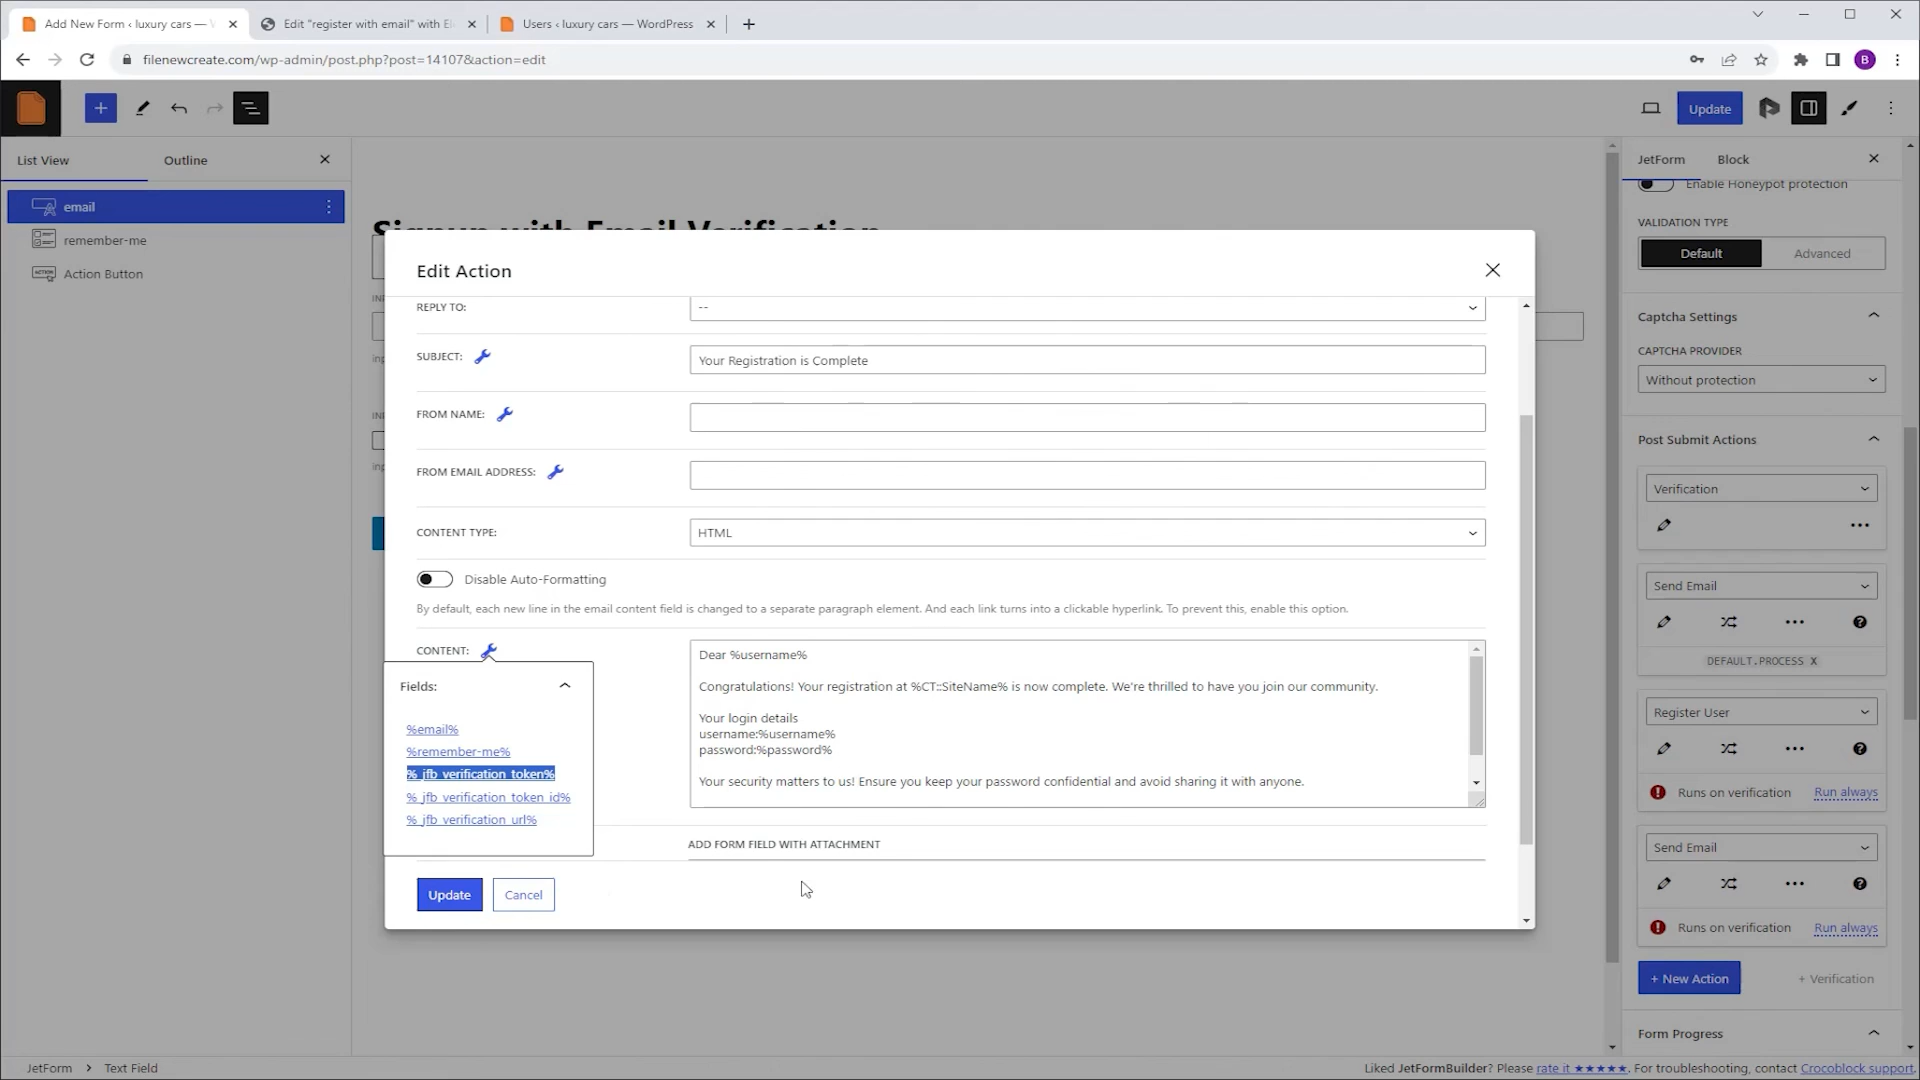 Add New Form ‹ luxury cars — W
Edit "register with email" with El
Users ‹ luxury cars — WordPress
filenewcreate.com/wp-admin/post.php?post=14107&action=edit
B
Update
List View
Outline
JetForm
Block
email
remember-me
Action Button
Signup with Email Verification
Enable Honeypot protection
VALIDATION TYPE
Default
Advanced
Captcha Settings
CAPTCHA PROVIDER
Without protection
Post Submit Actions
Verification
Send Email
DEFAULT.PROCESS X
Register User
Runs on verification
Run always
Send Email
Runs on verification
Run always
+ New Action
+ Verification
Form Progress
Edit Action
REPLY TO:
--
SUBJECT:
Your Registration is Complete
FROM NAME:
FROM EMAIL ADDRESS:
CONTENT TYPE:
HTML
Disable Auto-Formatting
By default, each new line in the email content field is changed to a separate paragraph element. And each link turns into a clickable hyperlink. To prevent this, enable this option.
CONTENT:
Dear %username%
Congratulations! Your registration at %CT::SiteName% is now complete. We're thrilled to have you join our community.
Your login details
username:%username%
password:%password%
Your security matters to us! Ensure you keep your password confidential and avoid sharing it with anyone.
Fields:
%email%
%remember-me%
%_jfb_verification_token%
%_jfb_verification_token_id%
%_jfb_verification_url%
ADD FORM FIELD WITH ATTACHMENT
Update
Cancel
JetForm > Text Field
Liked JetFormBuilder? Please rate it ★★★★★. For troubleshooting, contact Crocoblock support.